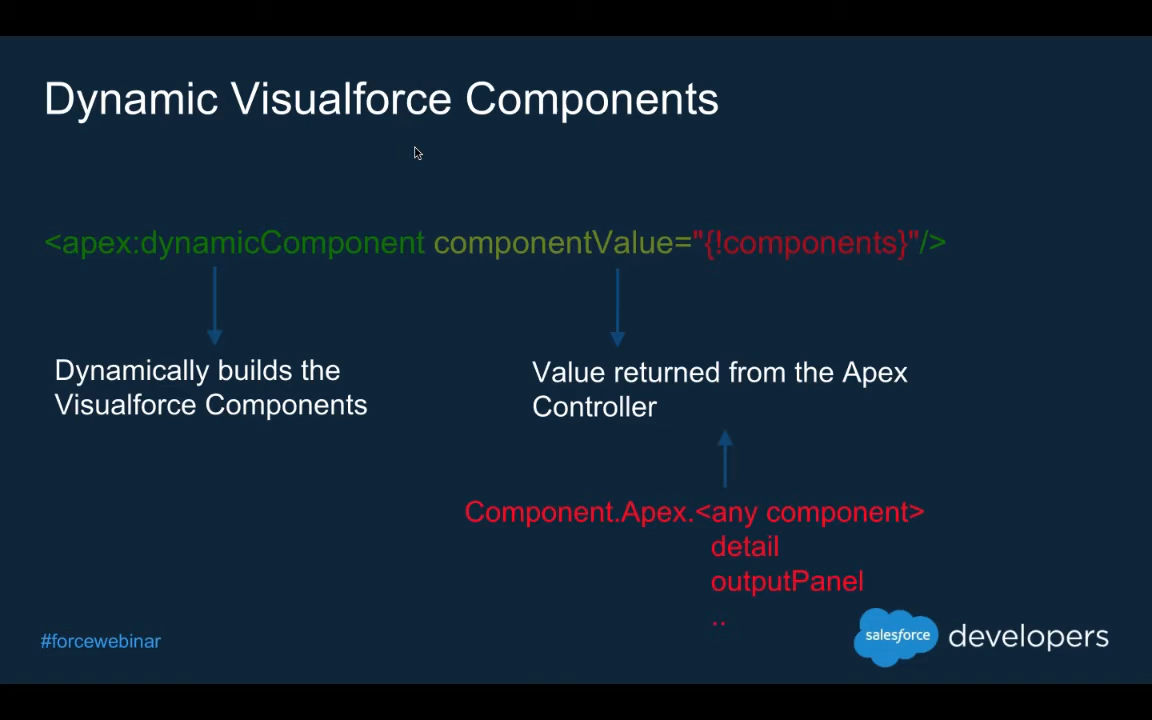 Dynamic Visualforce Components
<apex:dynamicComponent componentValue="{!components}"/>
Dynamically builds the
Visualforce Components
Value returned from the Apex
Controller
Component.Apex.<any component>
detail
outputPanel
..
#forcewebinar
salesforce developers